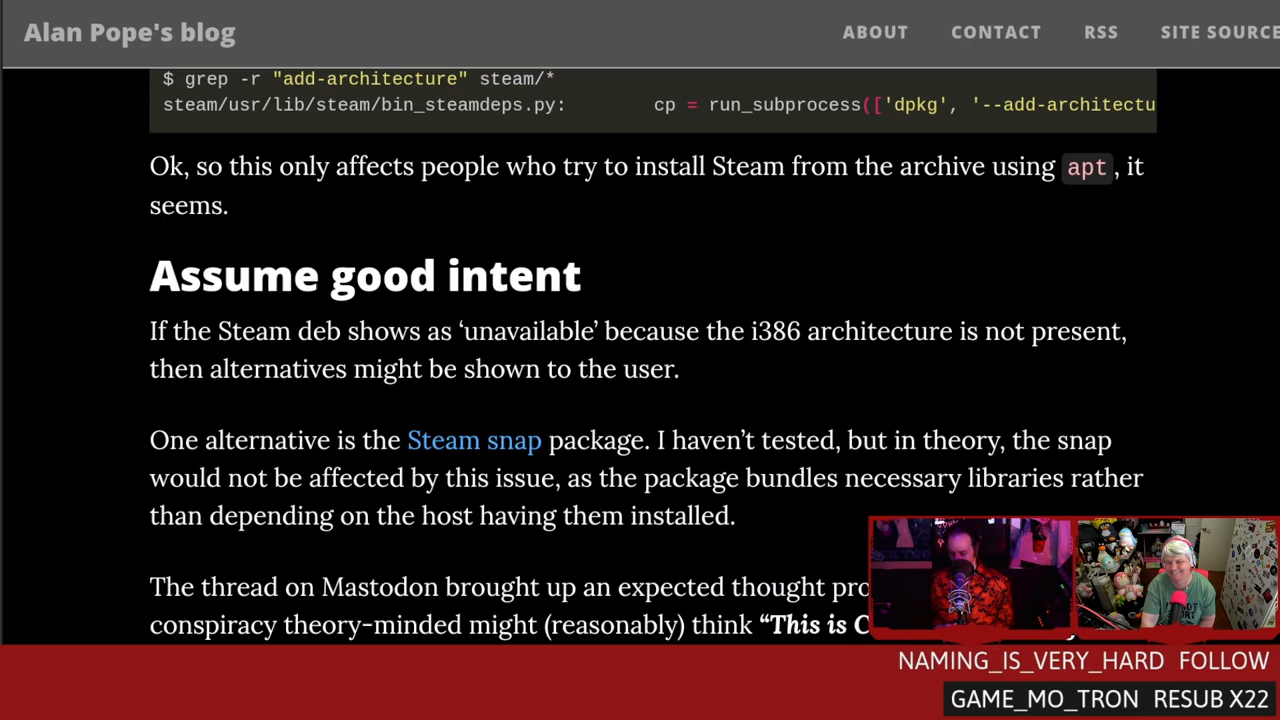 Alan Pope's blog
ABOUT CONTACT RSS SITE SOURCE
$ grep -r "add-architecture" steam/*
steam/usr/lib/steam/bin_steamdeps.py: cp = run_subprocess(['dpkg', '--add-architectu
Ok, so this only affects people who try to install Steam from the archive using apt, it
seems.
Assume good intent
If the Steam deb shows as ‘unavailable’ because the i386 architecture is not present,
then alternatives might be shown to the user.
One alternative is the Steam snap package. I haven’t tested, but in theory, the snap
would not be affected by this issue, as the package bundles necessary libraries rather
than depending on the host having them installed.
The thread on Mastodon brought up an expected thought
conspiracy theory-minded might (reasonably) think “This is
NAMING_IS_VERY_HARD FOLLOW
GAME_MO_TRON RESUB X22